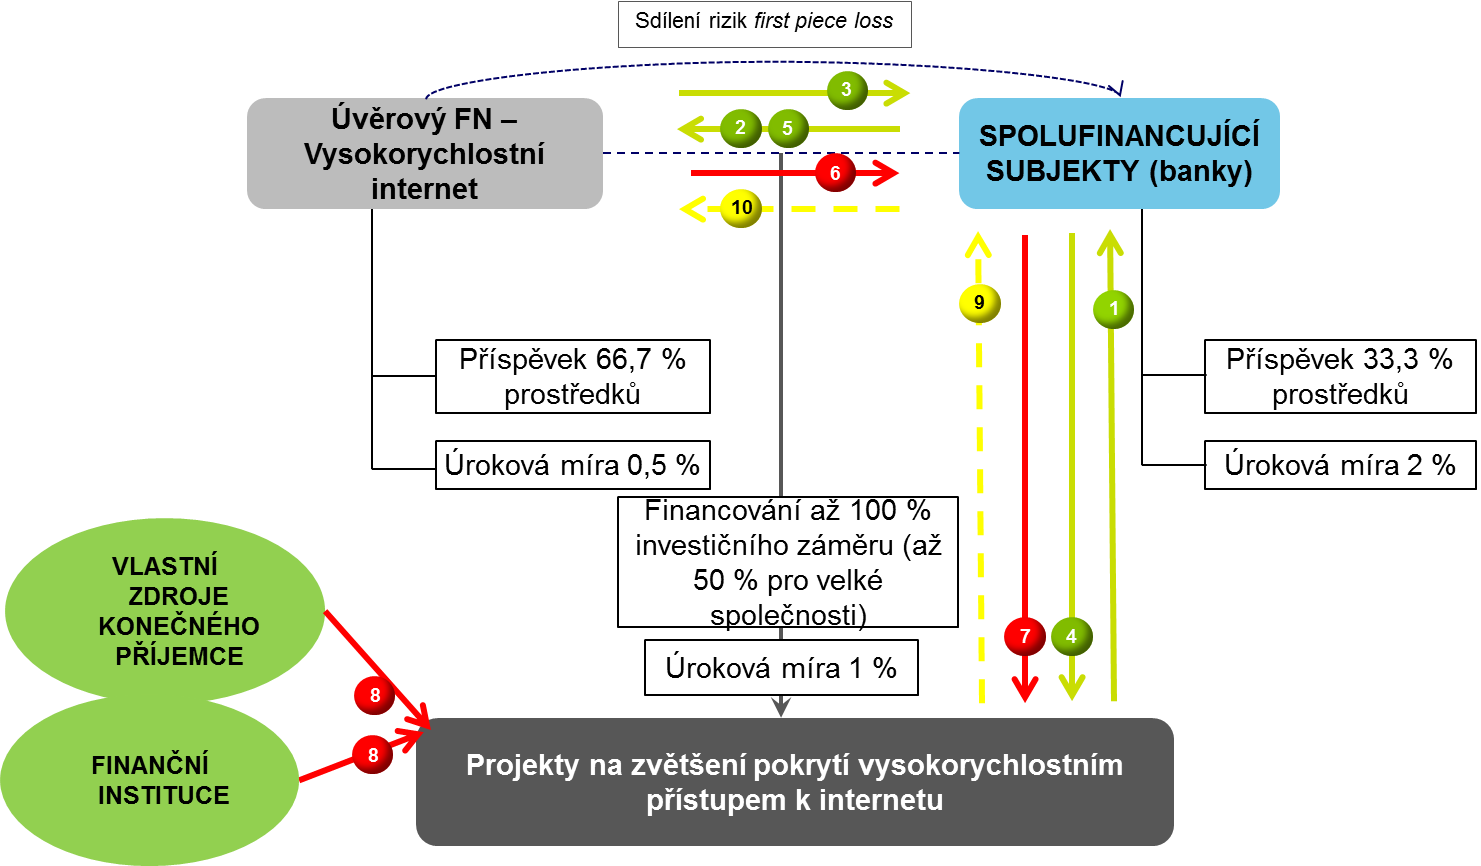 Sdílení rizik first piece loss
Úvěrový FN –
Vysokorychlostní
internet
3
2
5
6
10
SPOLUFINANCUJÍCÍ
SUBJEKTY (banky)
9
1
Příspěvek 66,7 %
prostředků
Úroková míra 0,5 %
Příspěvek 33,3 %
prostředků
Úroková míra 2 %
Financování až 100 %
investičního záměru (až
50 % pro velké
společnosti)
Úroková míra 1 %
7
4
VLASTNÍ
ZDROJE
KONEČNÉHO
PŘÍJEMCE
8
FINANČNÍ
INSTITUCE
8
Projekty na zvětšení pokrytí vysokorychlostním
přístupem k internetu